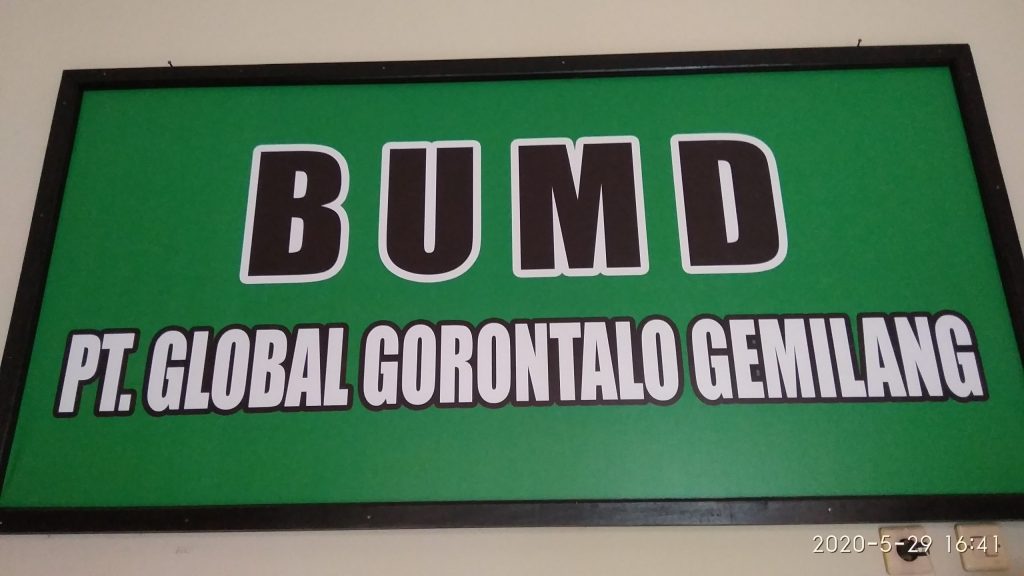 BUMD
PT. GLOBAL GORONTALO GEMILANG
2020-5-29 16:41